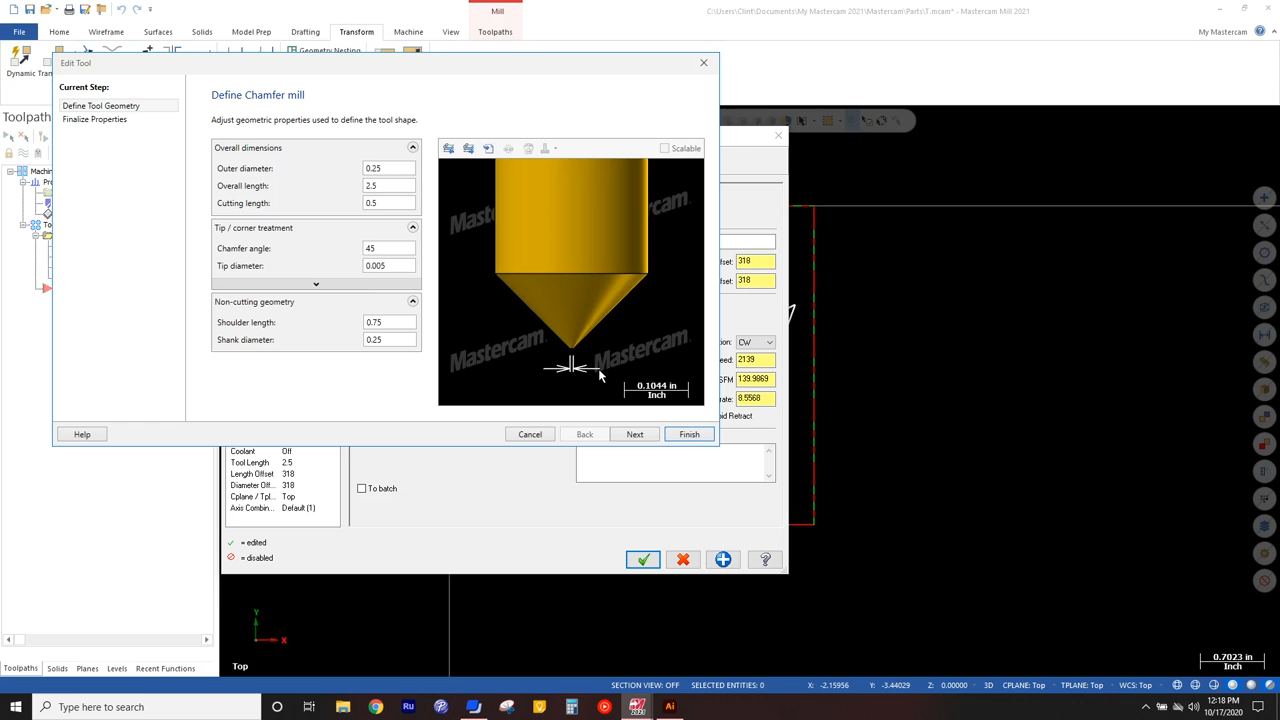 Mill
C:\Users\Clint\Documents\My Mastercam 2021\Mastercam\Parts\T.mcam* - Mastercam Mill 2021
File Home Wireframe Surfaces Solids Model Prep Drafting Transform Machine View Toolpaths My Mastercam
Dynamic Geometry Nesting
Edit Tool
Current Step:
Define Tool Geometry
Finalize Properties
Define Chamfer mill
Adjust geometric properties used to define the tool shape.
Overall dimensions
Outer diameter: 0.25
Overall length: 2.5
Cutting length: 0.5
Tip / corner treatment
Chamfer angle: 45
Tip diameter: 0.005
Non-cutting geometry
Shoulder length: 0.75
Shank diameter: 0.25
Scalable
Mastercam
Mastercam
0.1044 in
Inch
Help Cancel Back Next Finish
318
318
CW
2139
139.9869
8.5568
Coolant Off
Tool Length 2.5
Length Offset 318
Diameter Of... 318
Cplane / Tpl... Top
Axis Combin... Default (1)
To batch
= edited
= disabled
Y
X
Top
0.7023 in
Inch
Toolpaths Solids Planes Levels Recent Functions
SECTION VIEW: OFF SELECTED ENTITIES: 0 X: -2.15956 Y: -3.44029 Z: 0.00000 3D CPLANE: Top TPLANE: Top WCS: Top
Type here to search
12:18 PM
10/17/2020